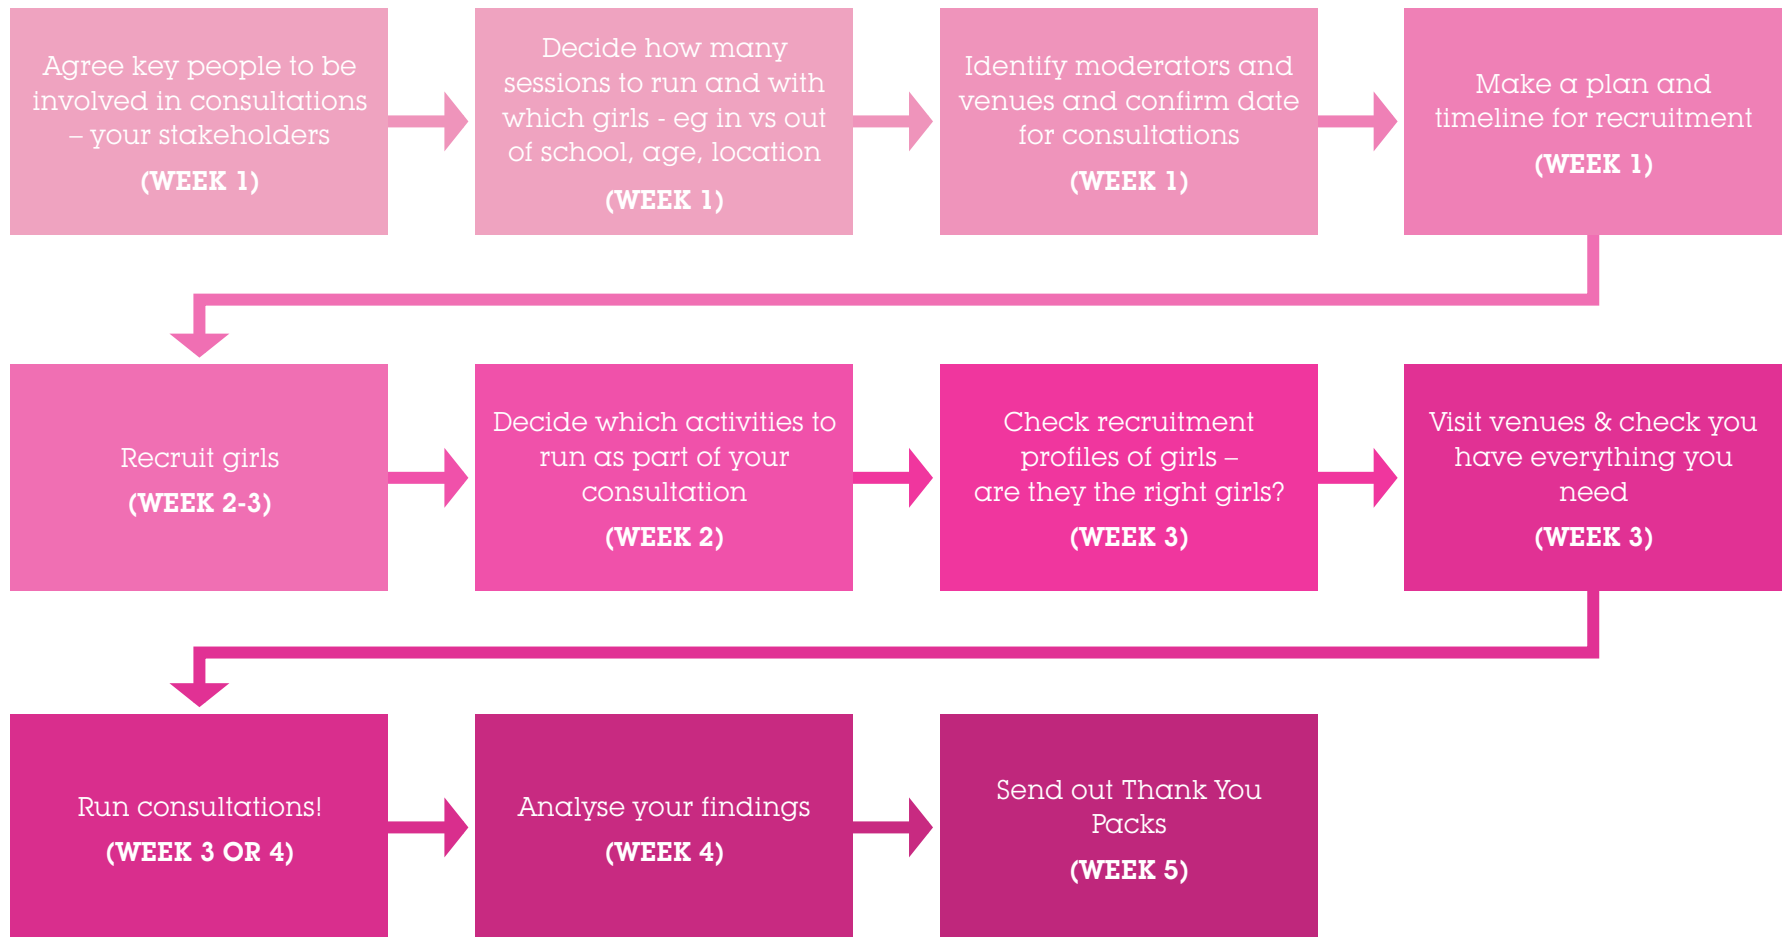 Agree key people to be
involved in consultations
– your stakeholders
(WEEK 1)
Decide how many
sessions to run and with
which girls - eg in vs out
of school, age, location
(WEEK 1)
Identify moderators and
venues and confirm date
for consultations
(WEEK 1)
Make a plan and
timeline for recruitment
(WEEK 1)
Recruit girls
(WEEK 2-3)
Decide which activities to
run as part of your
consultation
(WEEK 2)
Check recruitment
profiles of girls –
are they the right girls?
(WEEK 3)
Visit venues & check you
have everything you
need
(WEEK 3)
Run consultations!
(WEEK 3 OR 4)
Analyse your findings
(WEEK 4)
Send out Thank You
Packs
(WEEK 5)